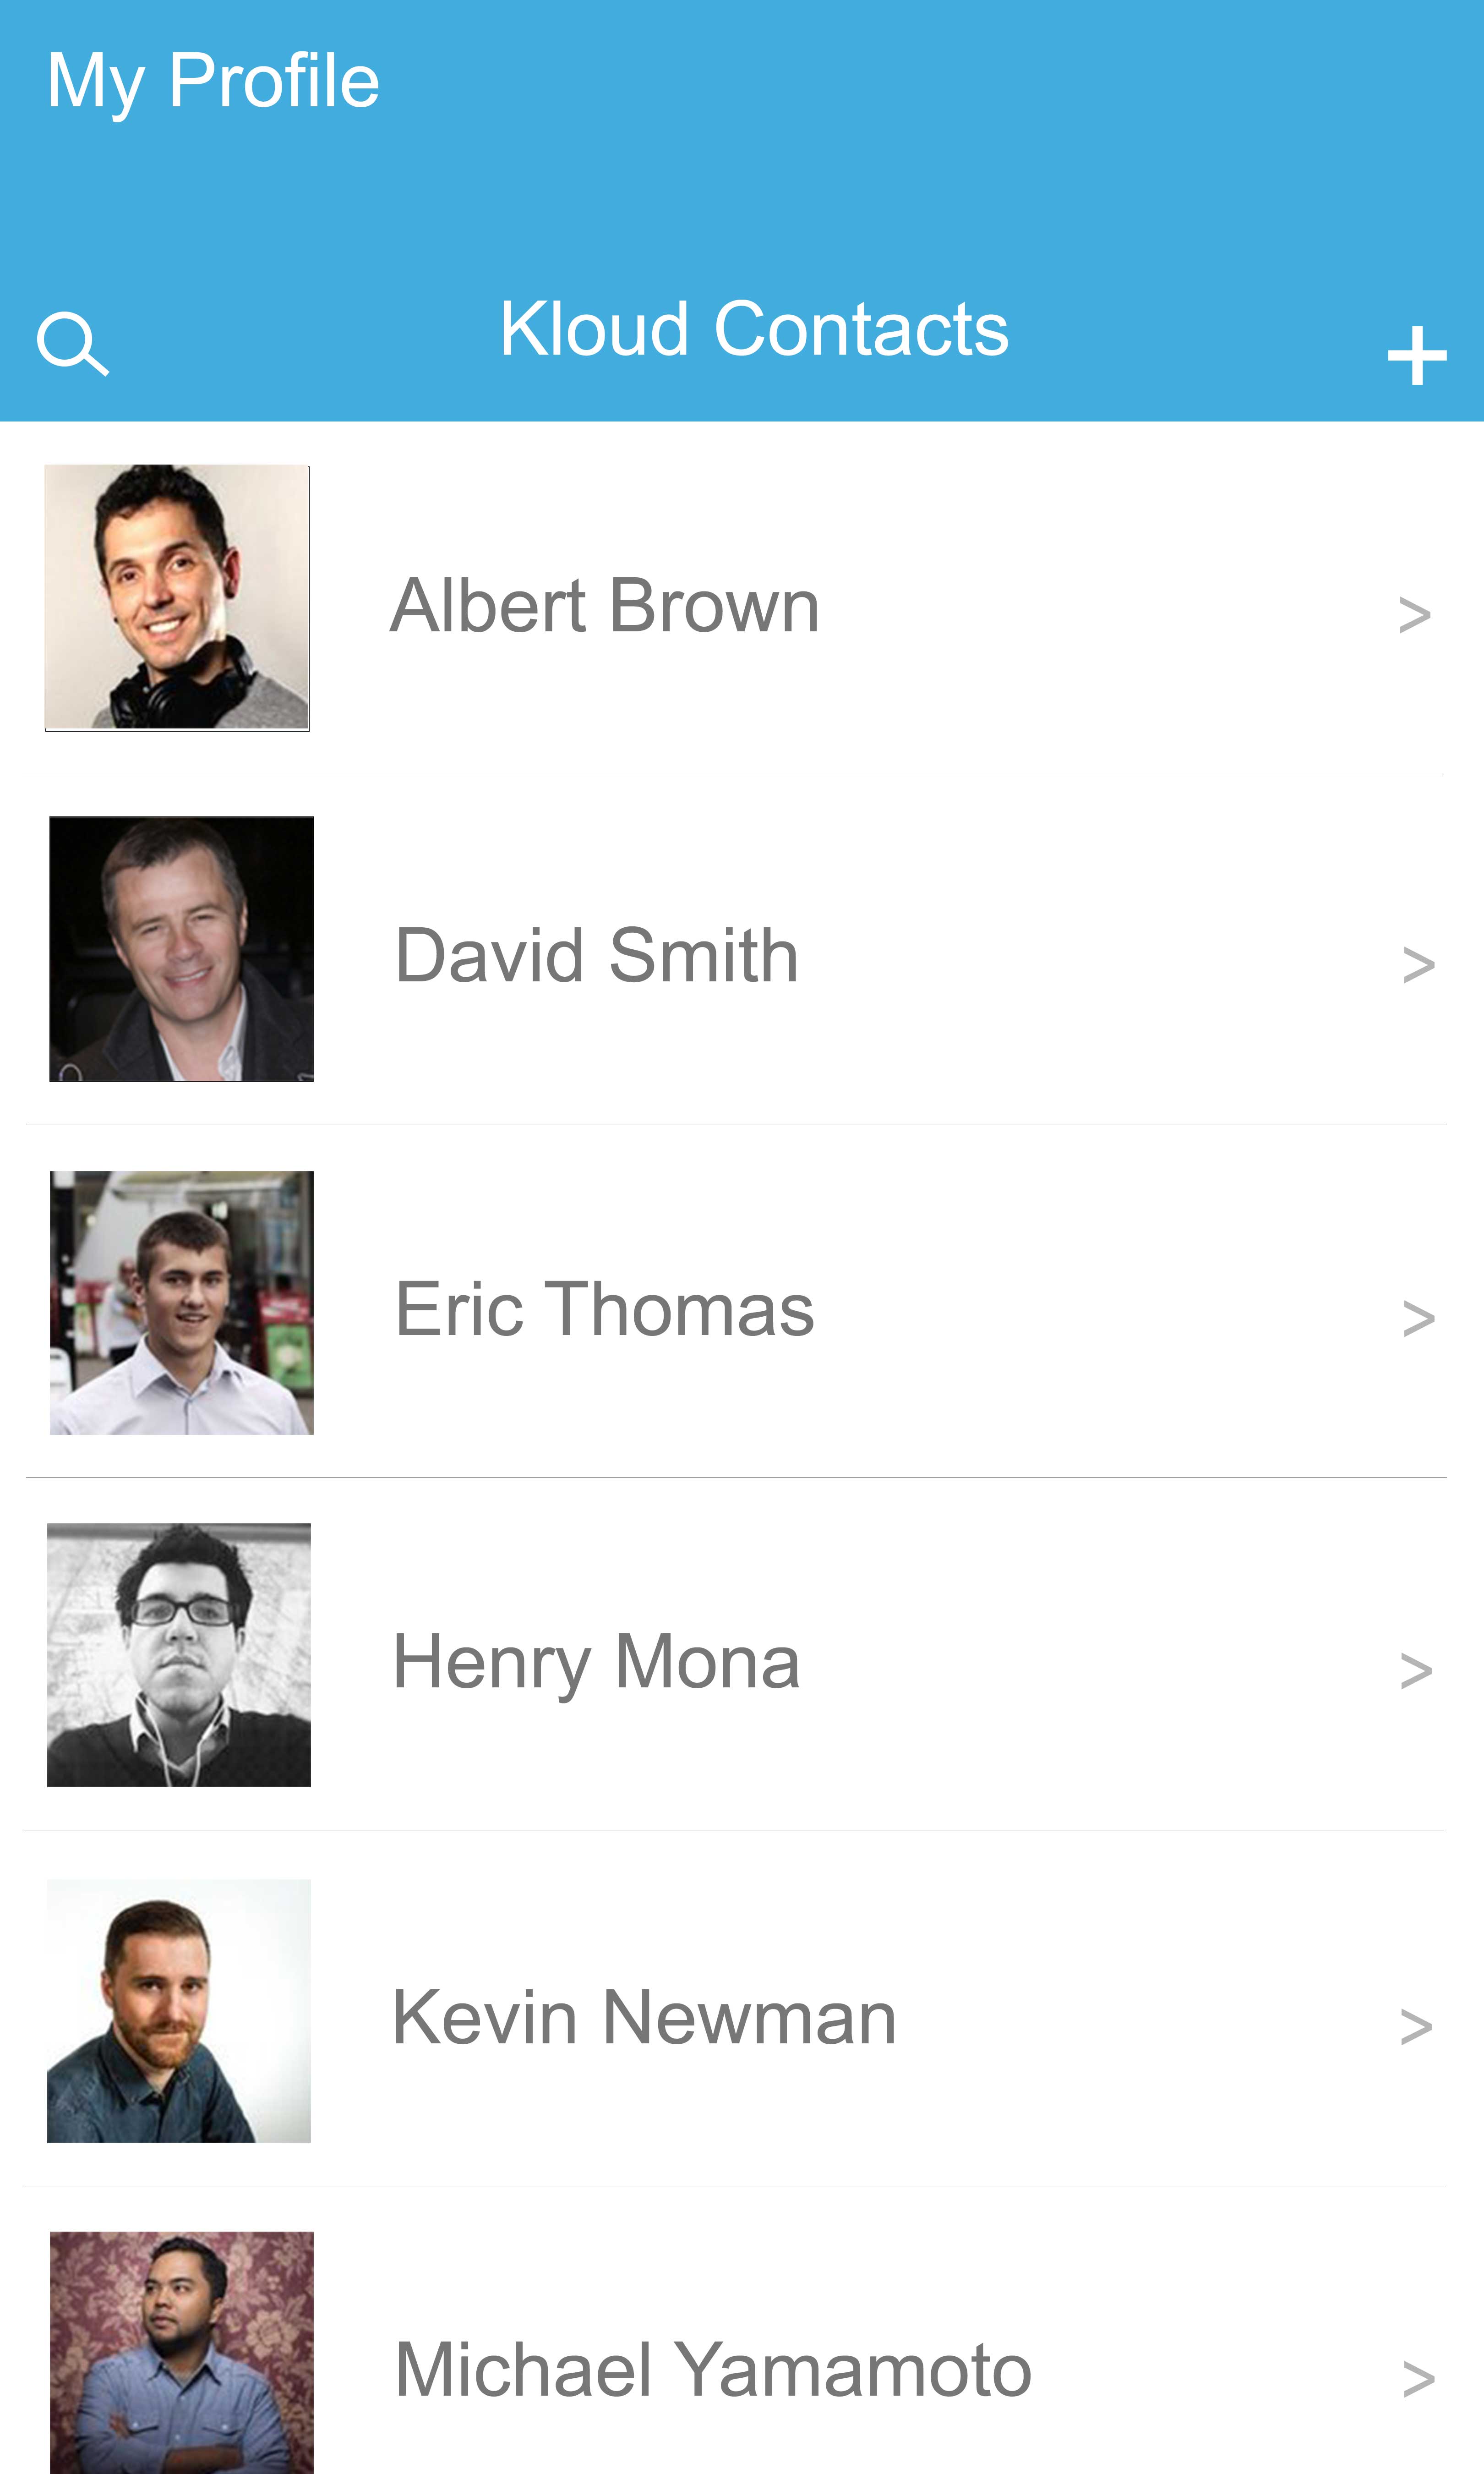 My Profile
Kloud Contacts
+
Albert Brown >
David Smith >
Eric Thomas >
Henry Mona >
Kevin Newman >
Michael Yamamoto >